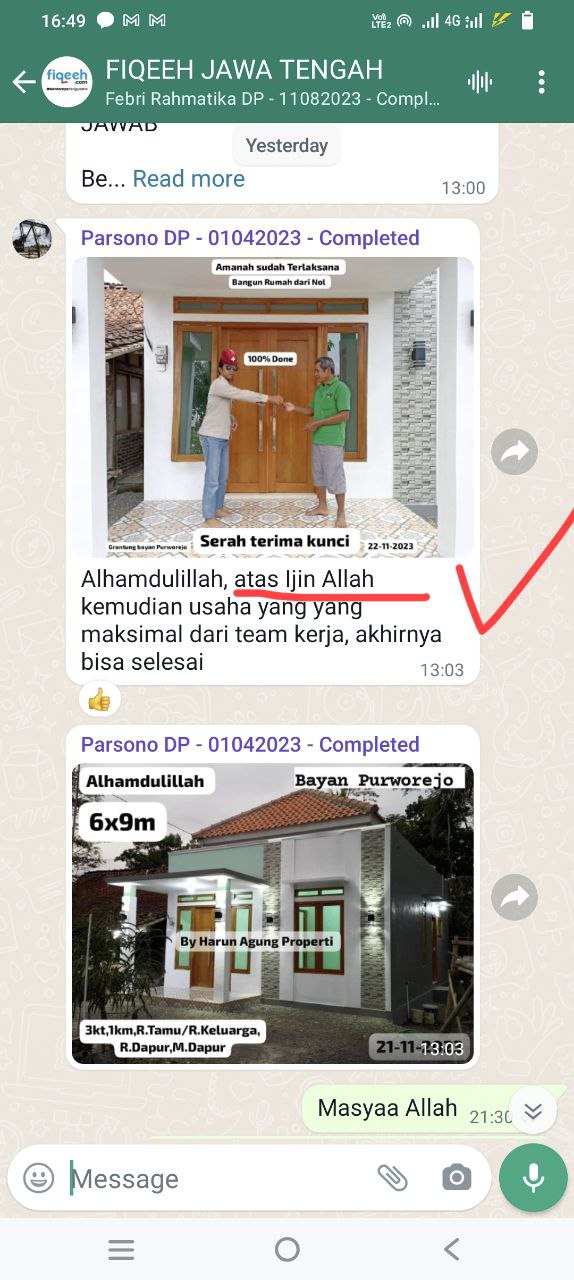 16:49
Vo)) LTE2 4G
fiqeeh
.com
FIQEEH JAWA TENGAH
Febri Rahmatika DP - 11082023 - Compl...
JAWAB
Yesterday
Be... Read more
13:00
Parsono DP - 01042023 - Completed
Amanah sudah Terlaksana
Bangun Rumah dari Nol
100% Done
Serah terima kunci
Grantung bayan Purworejo
22-11-2023
Alhamdulillah, atas Ijin Allah
kemudian usaha yang yang
maksimal dari team kerja, akhirnya
bisa selesai
13:03
👍
Parsono DP - 01042023 - Completed
Alhamdulillah
Bayan Purworejo
6x9m
By Harun Agung Properti
3kt,1km,R.Tamu/R.Keluarga,
R.Dapur,M.Dapur
21-11-
13:03
Masyaa Allah
21:30
Message